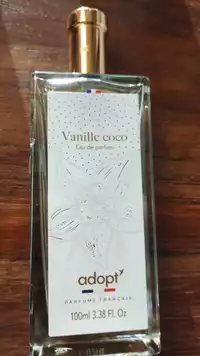 Vanille coco
Eau de parfum
adopt'
PARFUMS FRANÇAIS
100ml 3.38 Fl. Oz